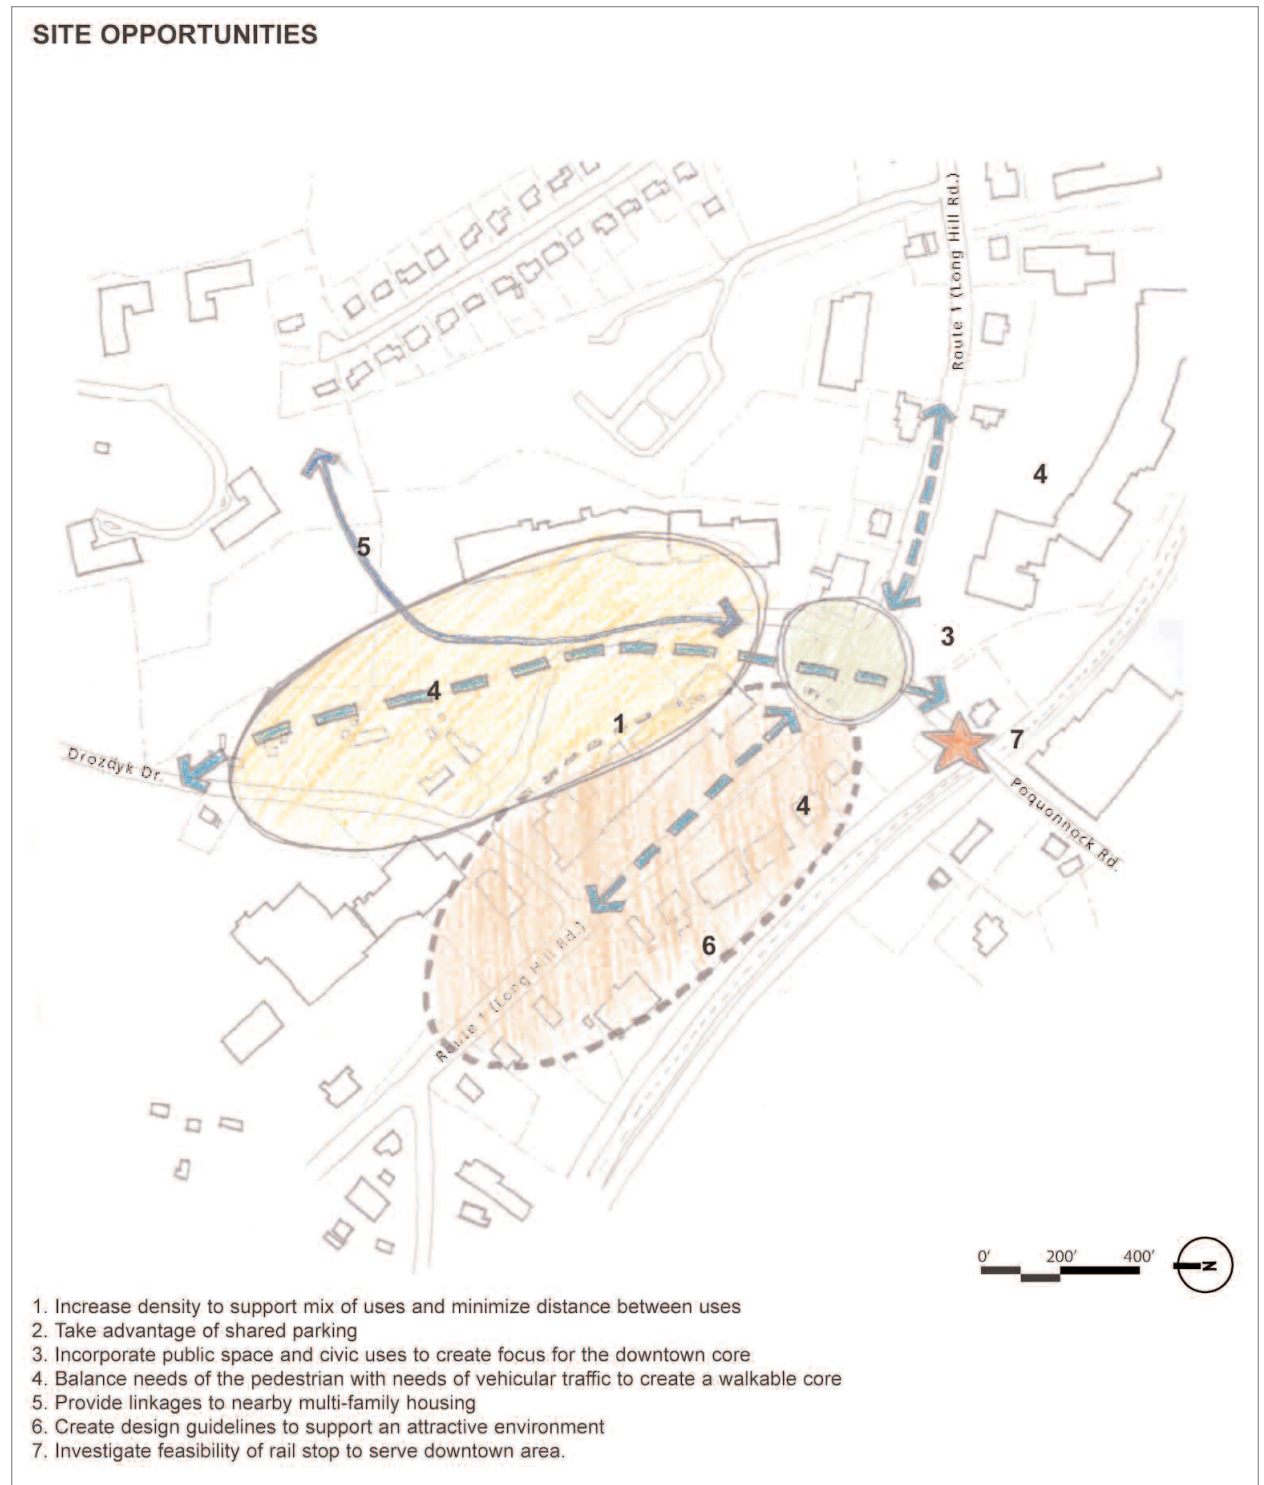 SITE OPPORTUNITIES
Route 1 (Long Hill Rd.)
4
5
3
4
1
7
Drozdyk Dr.
4
Poquonnock Rd.
6
Route 1 (Long Hill Rd.)
0' 200' 400'
N
1. Increase density to support mix of uses and minimize distance between uses
2. Take advantage of shared parking
3. Incorporate public space and civic uses to create focus for the downtown core
4. Balance needs of the pedestrian with needs of vehicular traffic to create a walkable core
5. Provide linkages to nearby multi-family housing
6. Create design guidelines to support an attractive environment
7. Investigate feasibility of rail stop to serve downtown area.